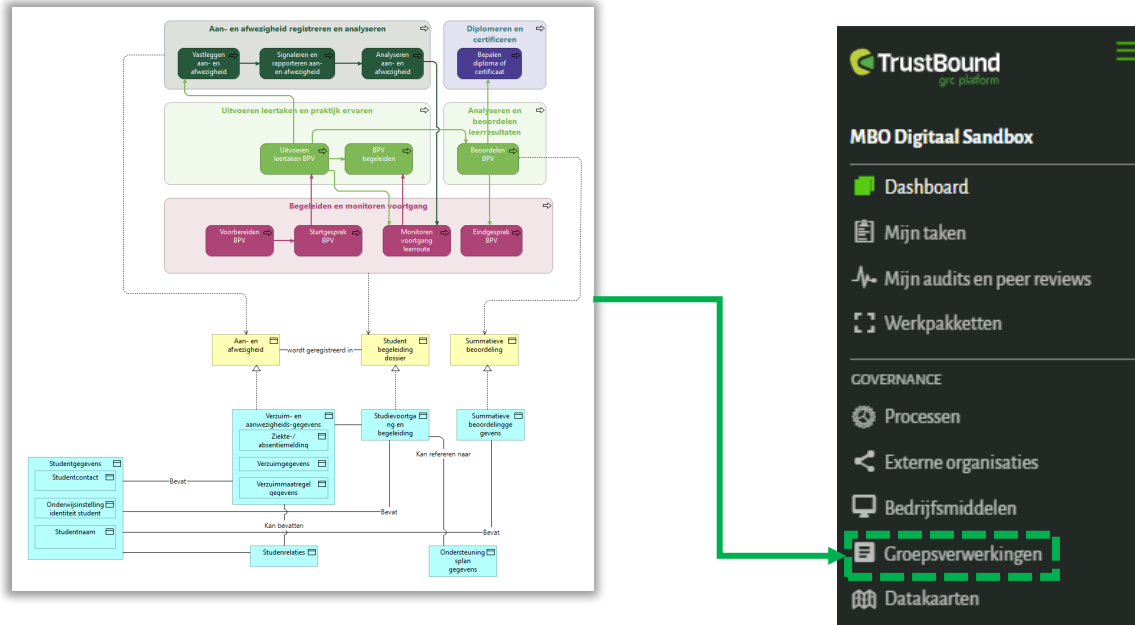 Aan- en afwezigheid registreren en analyseren
Vastleggen
aan- en
afwezigheid
Signaleren en
rapporteren aan-
en afwezigheid
Analyseren
aan- en
afwezigheid
Diplomeren en
certificeren
Bepalen
diploma of
certificaat
Uitvoeren leertaken en praktijk ervaren
Uitvoeren
leertaken BPV
BPV
begeleiden
Analyseren en
beoordelen
leerresultaten
Beoordelen
BPV
Begeleiden en monitoren voortgang
Voorbereiden
BPV
Startgesprek
BPV
Monitoren
voortgang
leerroute
Eindgesprek
BPV
Aan- en
afwezigheid
wordt geregistreerd in
Student
begeleiding
dossier
Summatieve
beoordeling
Verzuim- en
aanwezigheids-gegevens
Ziekte-/
absentiemelding
Verzuimgegevens
Verzuimmaatregel
gegevens
Studievoortga
ng en
begeleiding
Summatieve
beoordelingge
gevens
Kan refereren naar
Studentgegevens
Studentcontact
Onderwijsinstelling
identiteit student
Studentnaam
Bevat
Bevat
Kan bevatten
Bevat
Studenrelaties
Ondersteuning
splan
gegevens
TrustBound
grc platform
MBO Digitaal Sandbox
Dashboard
Mijn taken
Mijn audits en peer reviews
Werkpakketten
GOVERNANCE
Processen
Externe organisaties
Bedrijfsmiddelen
Groepsverwerkingen
Datakaarten